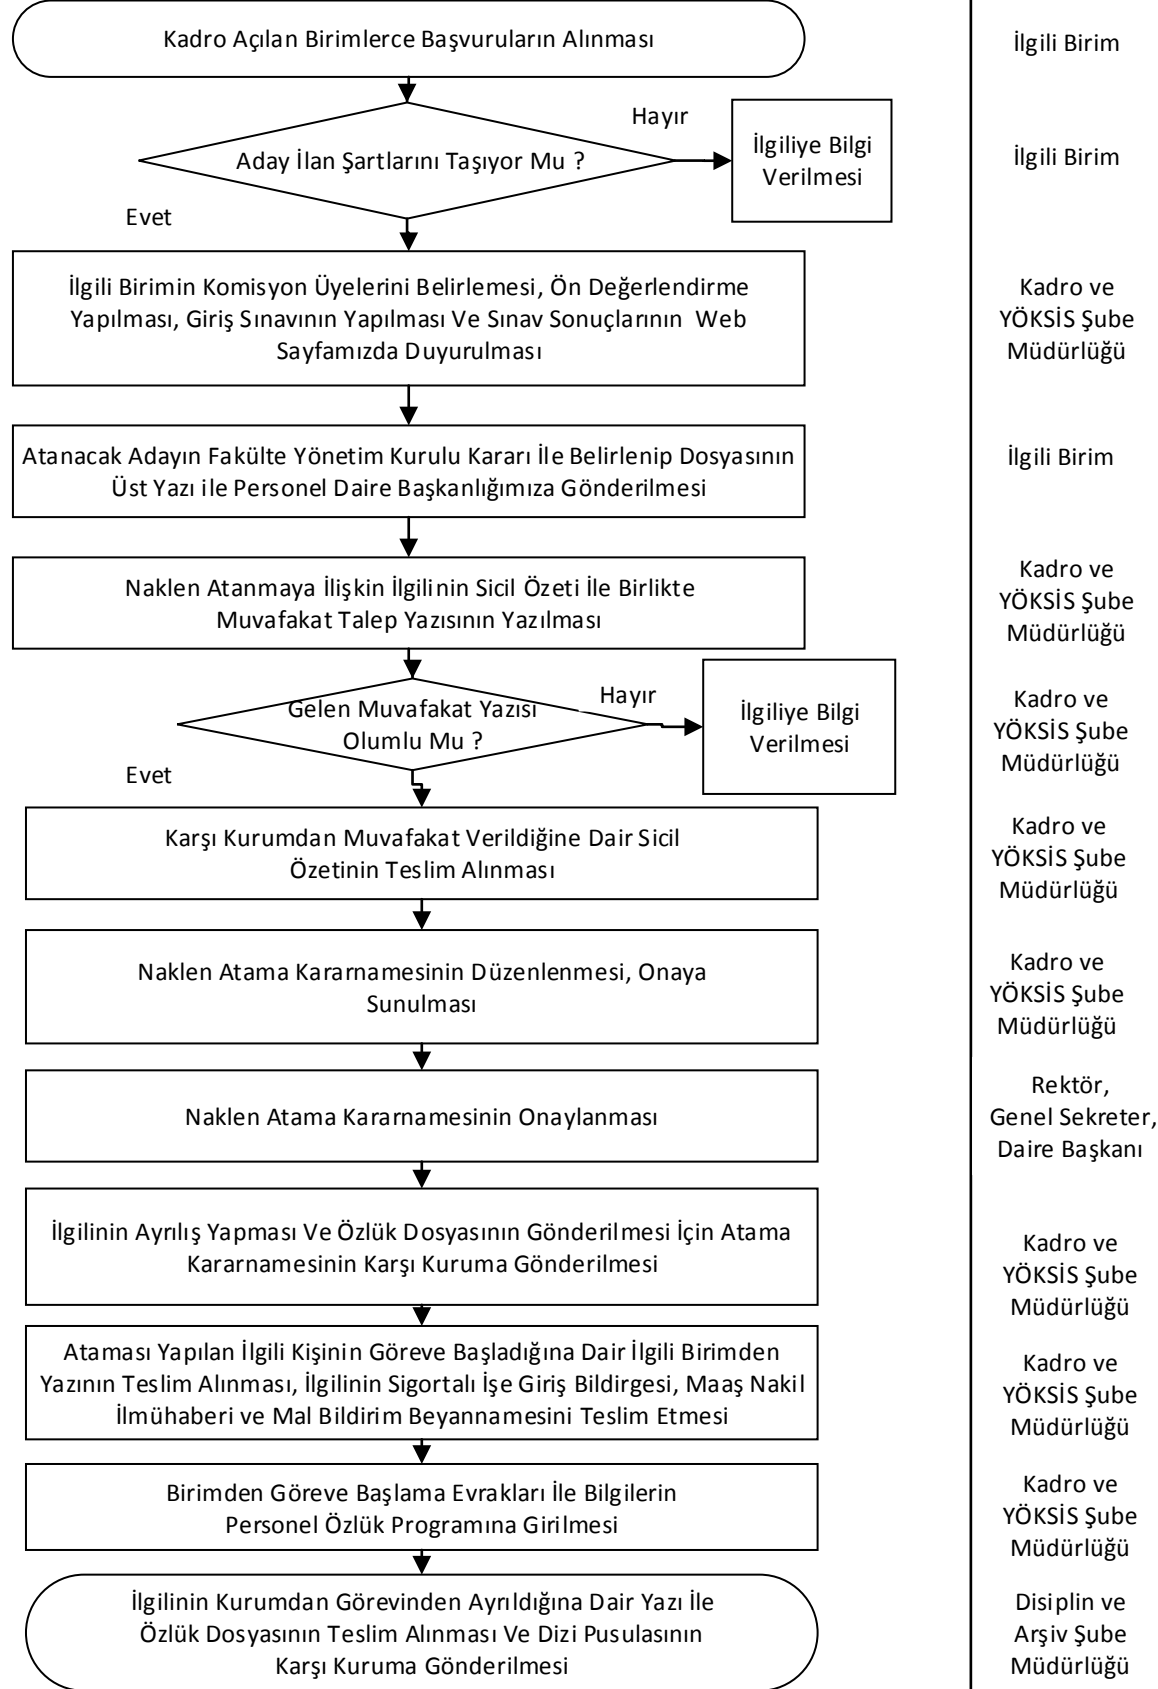 Kadro Açılan Birimlerce Başvuruların Alınması
İlgili Birim
Hayır
Aday İlan Şartlarını Taşıyor Mu ?
İlgiliye Bilgi
Verilmesi
İlgili Birim
Evet
İlgili Birimin Komisyon Üyelerini Belirlemesi, Ön Değerlendirme
Yapılması, Giriş Sınavının Yapılması Ve Sınav Sonuçlarının Web
Sayfamızda Duyurulması
Kadro ve
YÖKSİS Şube
Müdürlüğü
Atanacak Adayın Fakülte Yönetim Kurulu Kararı İle Belirlenip Dosyasının
Üst Yazı ile Personel Daire Başkanlığımıza Gönderilmesi
İlgili Birim
Naklen Atanmaya İlişkin İlgilinin Sicil Özeti İle Birlikte
Muvafakat Talep Yazısının Yazılması
Kadro ve
YÖKSİS Şube
Müdürlüğü
Hayır
Gelen Muvafakat Yazısı
Olumlu Mu ?
İlgiliye Bilgi
Verilmesi
Kadro ve
YÖKSİS Şube
Müdürlüğü
Evet
Karşı Kurumdan Muvafakat Verildiğine Dair Sicil
Özetinin Teslim Alınması
Kadro ve
YÖKSİS Şube
Müdürlüğü
Naklen Atama Kararnamesinin Düzenlenmesi, Onaya
Sunulması
Kadro ve
YÖKSİS Şube
Müdürlüğü
Naklen Atama Kararnamesinin Onaylanması
Rektör,
Genel Sekreter,
Daire Başkanı
İlgilinin Ayrılış Yapması Ve Özlük Dosyasının Gönderilmesi İçin Atama
Kararnamesinin Karşı Kuruma Gönderilmesi
Kadro ve
YÖKSİS Şube
Müdürlüğü
Ataması Yapılan İlgili Kişinin Göreve Başladığına Dair İlgili Birimden
Yazının Teslim Alınması, İlgilinin Sigortalı İşe Giriş Bildirgesi, Maaş Nakil
İlmühaberi ve Mal Bildirim Beyannamesini Teslim Etmesi
Kadro ve
YÖKSİS Şube
Müdürlüğü
Birimden Göreve Başlama Evrakları İle Bilgilerin
Personel Özlük Programına Girilmesi
Kadro ve
YÖKSİS Şube
Müdürlüğü
İlgilinin Kurumdan Görevinden Ayrıldığına Dair Yazı İle
Özlük Dosyasının Teslim Alınması Ve Dizi Pusulasının
Karşı Kuruma Gönderilmesi
Disiplin ve
Arşiv Şube
Müdürlüğü